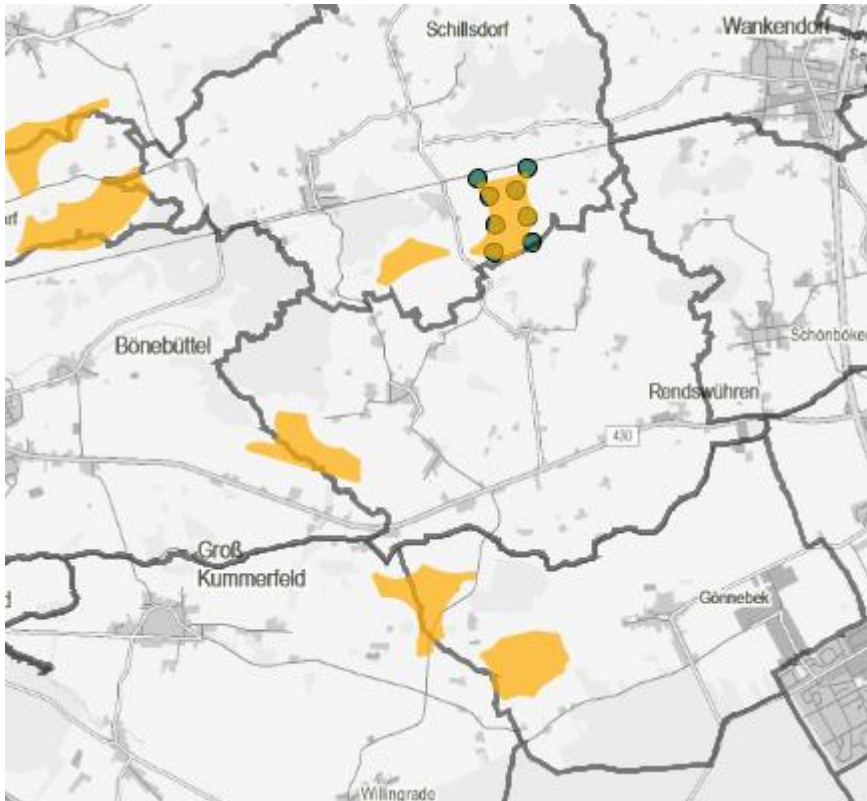 Schillsdorf
Wankendorf
Bönebüttel
Schönböken
Rendswühren
430
Groß
Kummerfeld
Gönnebek
Willingrade